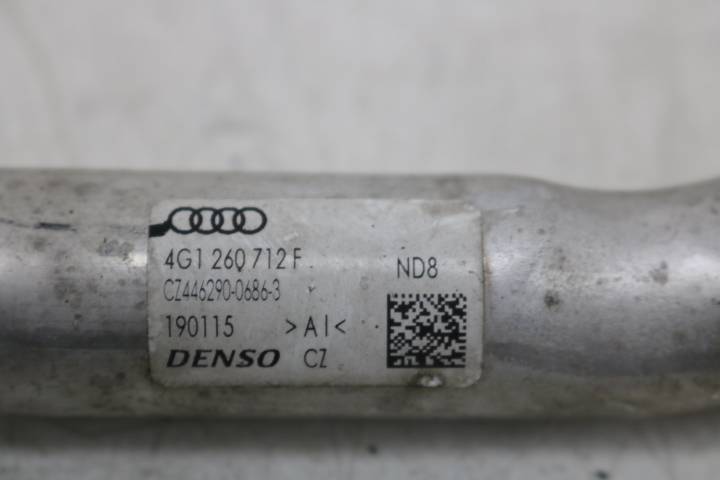 4G1 260 712 F
ND8
CZ446290-0686-3
190115 >AI<
DENSO CZ